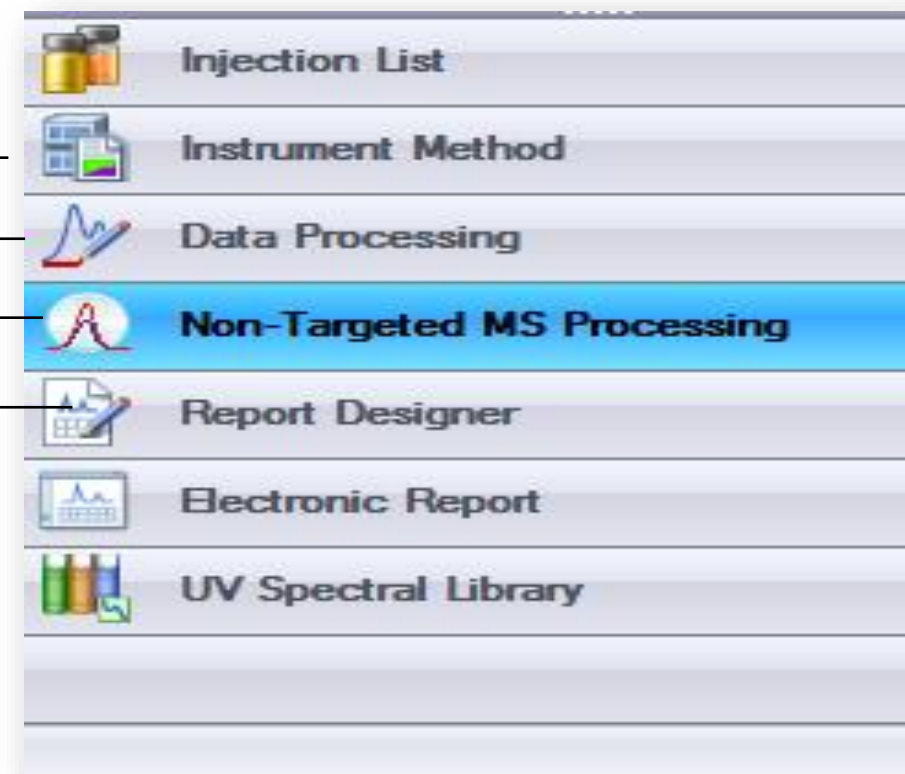 Injection List
Instrument Method
Data Processing
Non-Targeted MS Processing
Report Designer
Electronic Report
UV Spectral Library